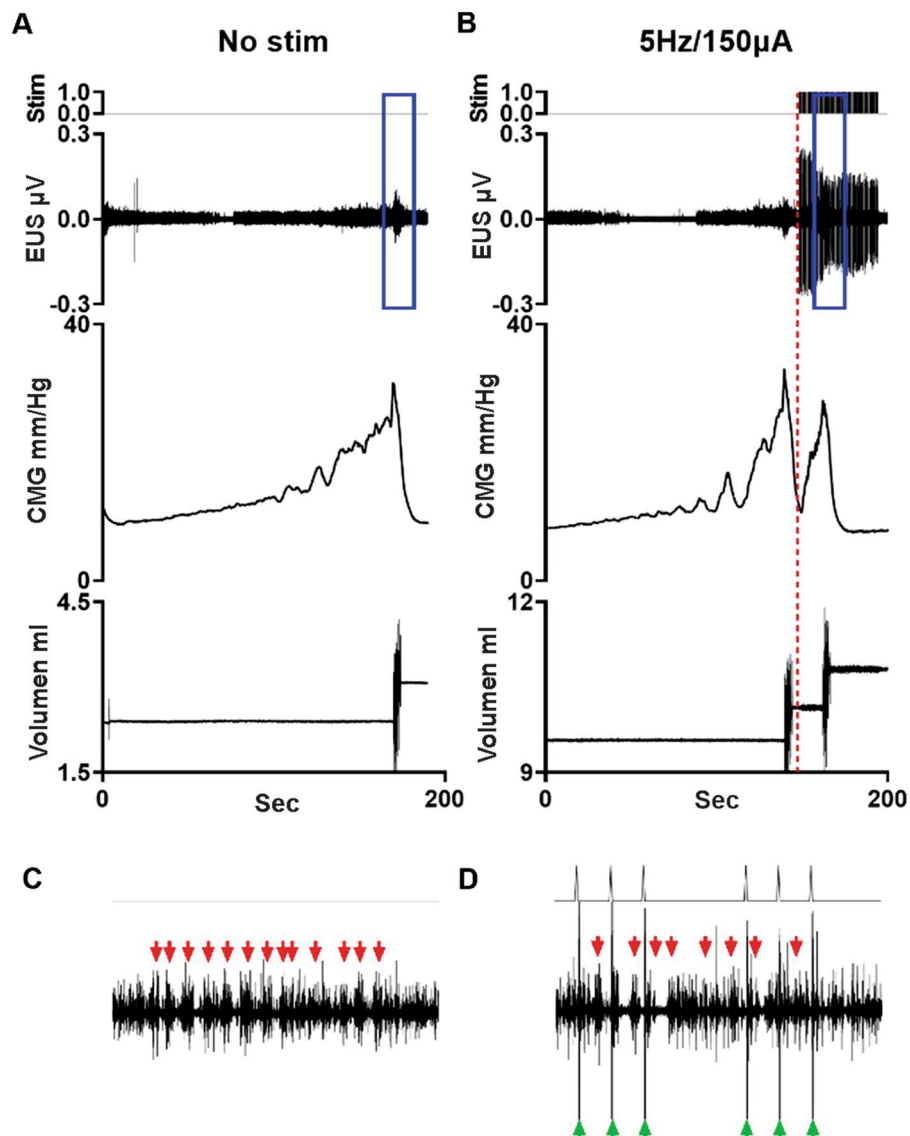 A
No stim
B
5Hz/150µA
Stim
1.0
0.0
EUS µV
0.3
0.0
-0.3
CMG mm/Hg
40
0
Volumen ml
4.5
1.5
0
Sec
200
Stim
1.0
0.0
EUS µV
0.3
0.0
-0.3
CMG mm/Hg
40
0
Volumen ml
12
9
0
Sec
200
C
D